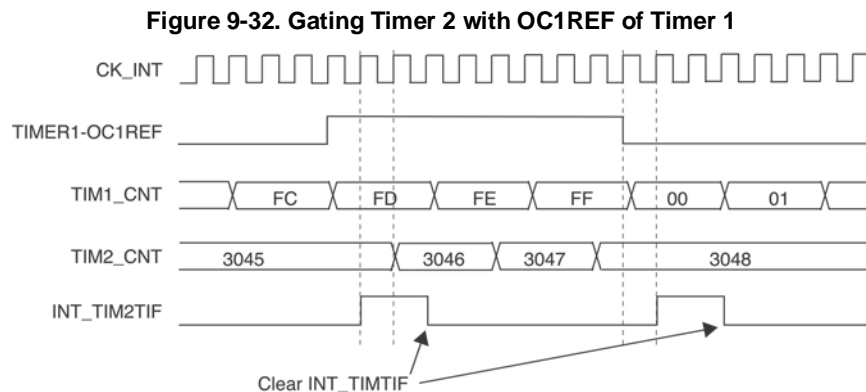 Figure 9-32. Gating Timer 2 with OC1REF of Timer 1
CK_INT
TIMER1-OC1REF
TIM1_CNT FC FD FE FF 00 01
TIM2_CNT 3045 3046 3047 3048
INT_TIM2TIF
Clear INT_TIMTIF